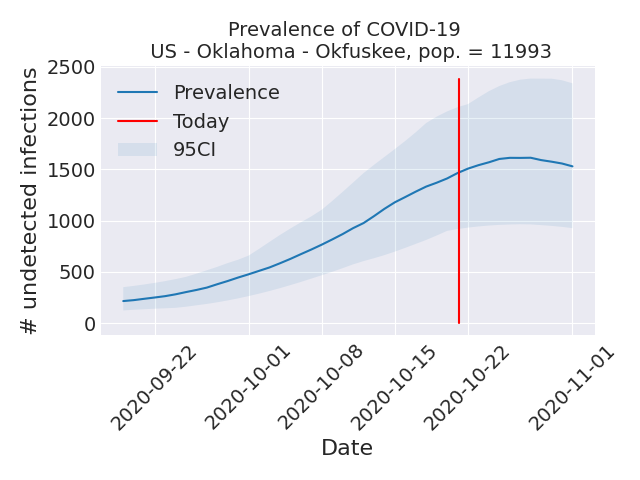 Prevalence of COVID-19
US - Oklahoma - Okfuskee, pop. = 11993
# undetected infections
2500
2000
1500
1000
500
0
Prevalence
Today
95CI
2020-09-22
2020-10-01
2020-10-08
2020-10-15
2020-10-22
2020-11-01
Date